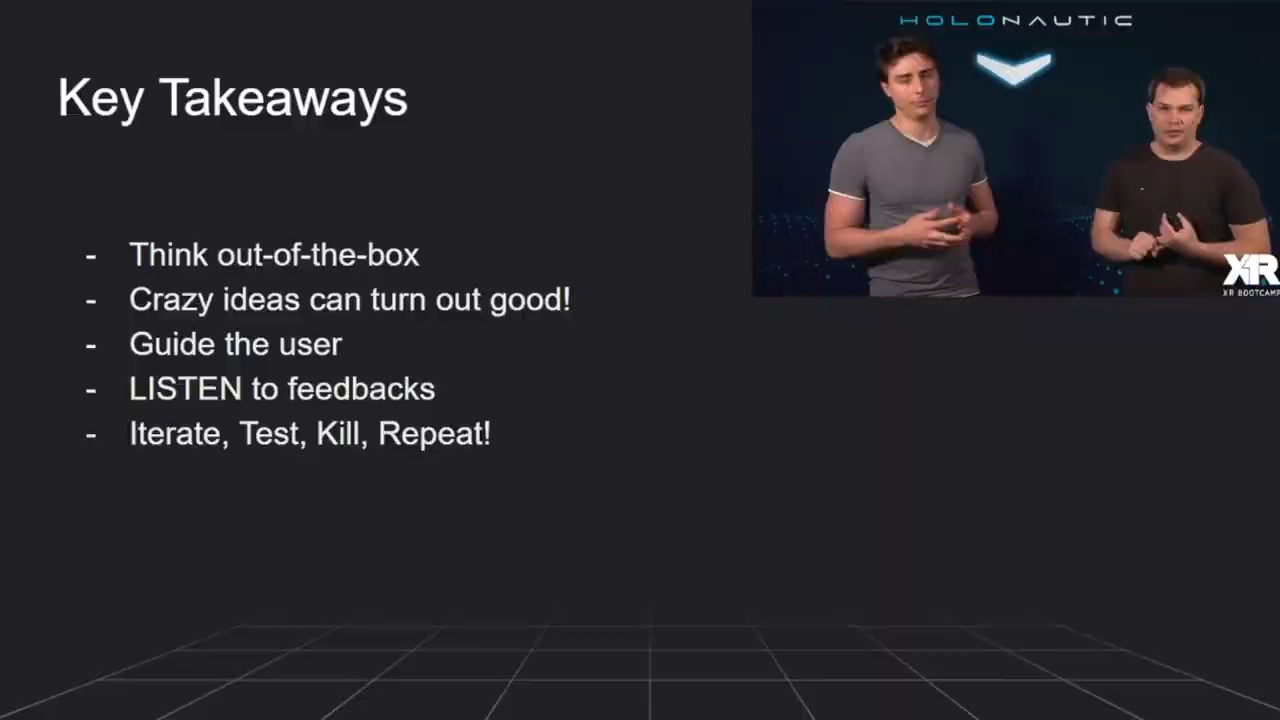 HOLONAUTIC
Key Takeaways
- Think out-of-the-box
- Crazy ideas can turn out good!
- Guide the user
- LISTEN to feedbacks
- Iterate, Test, Kill, Repeat!
XR
XR BOOTCAMP